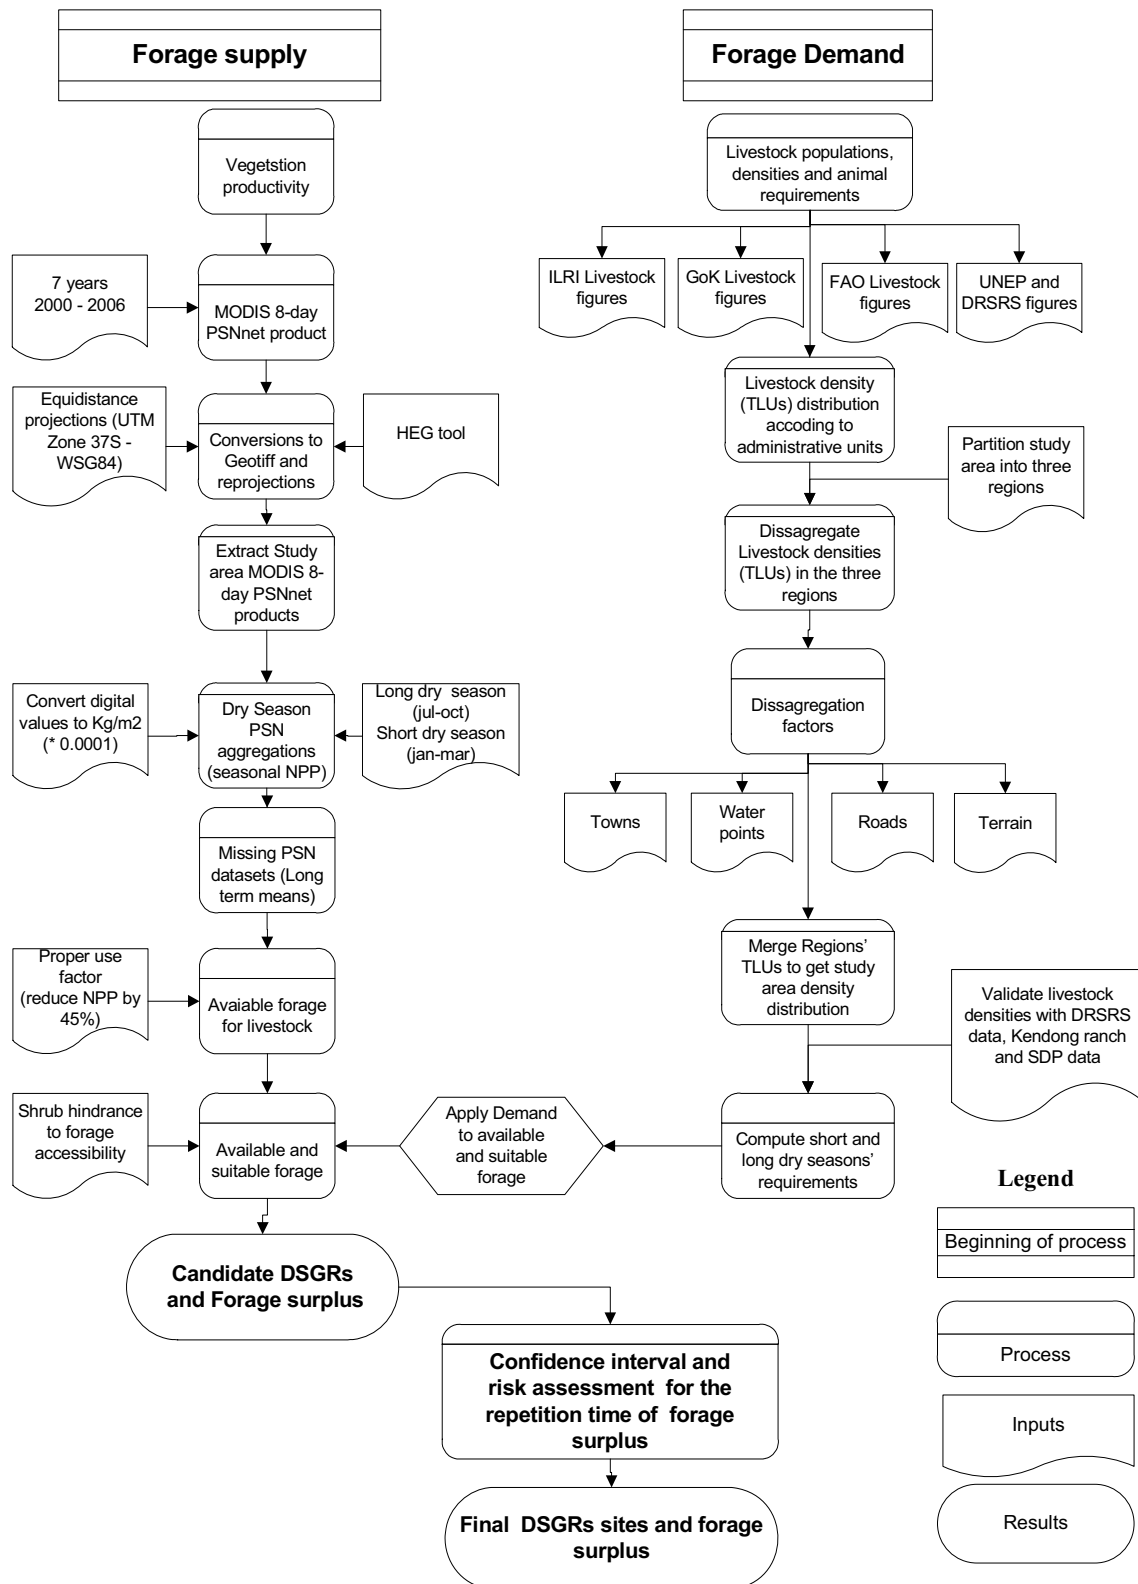 Forage supply
Vegetstion
productivity
7 years
2000 - 2006
MODIS 8-day
PSNnet product
Equidistance
projections (UTM
Zone 37S -
WSG84)
Conversions to
Geotiff and
reprojections
HEG tool
Extract Study
area MODIS 8-
day PSNnet
products
Convert digital
values to Kg/m2
(* 0.0001)
Dry Season
PSN
aggregations
(seasonal NPP)
Long dry season
(jul-oct)
Short dry season
(jan-mar)
Missing PSN
datasets (Long
term means)
Proper use
factor
(reduce NPP by
45%)
Avaiable forage
for livestock
Shrub hindrance
to forage
accessibility
Available and
suitable forage
Apply Demand
to available
and suitable
forage
Candidate DSGRs
and Forage surplus
Confidence interval and
risk assessment for the
repetition time of forage
surplus
Final DSGRs sites and forage
surplus
Forage Demand
Livestock populations,
densities and animal
requirements
ILRI Livestock
figures
GoK Livestock
figures
FAO Livestock
figures
UNEP and
DRSRS figures
Livestock density
(TLUs) distribution
accoding to
administrative units
Partition study
area into three
regions
Dissagregate
Livestock densities
(TLUs) in the three
regions
Dissagregation
factors
Towns
Water
points
Roads
Terrain
Merge Regions'
TLUs to get study
area density
distribution
Validate livestock
densities with DRSRS
data, Kendong ranch
and SDP data
Compute short and
long dry seasons'
requirements
Legend
Beginning of process
Process
Inputs
Results